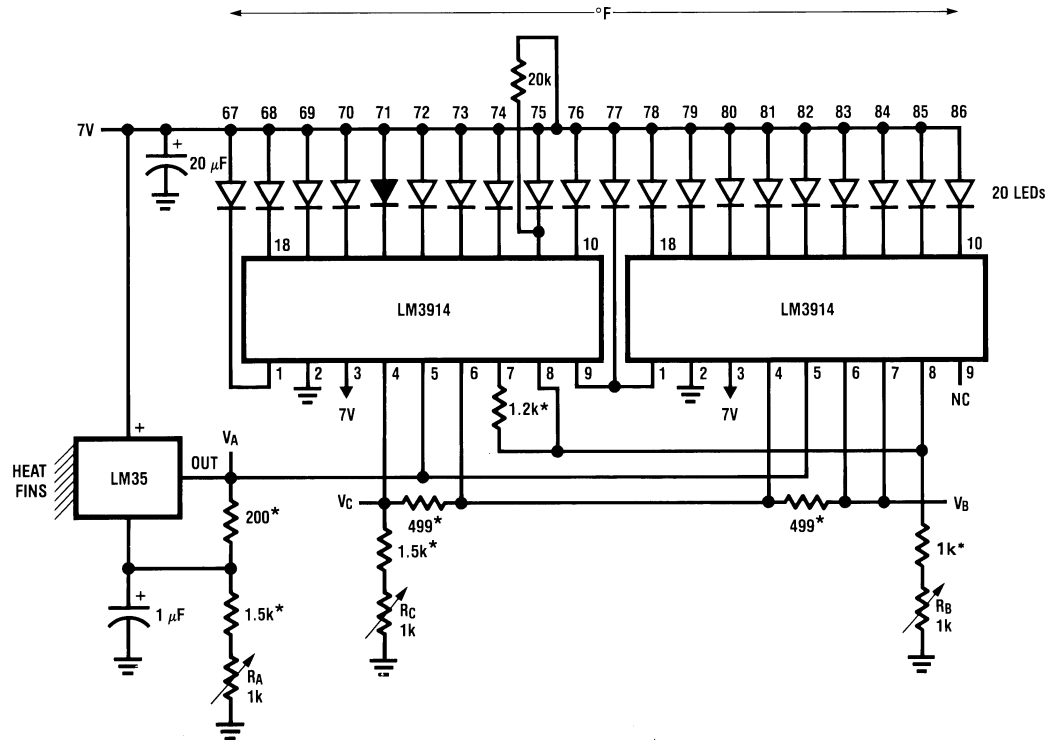 °F
20k
67 68 69 70 71 72 73 74 75 76 77 78 79 80 81 82 83 84 85 86
7V
+
20 µF
20 LEDs
18 10 18 10
LM3914 LM3914
1 2 3 4 5 6 7 8 9 1 2 3 4 5 6 7 8 9
7V 1.2k* 7V NC
+
VA
HEAT FINS
LM35
OUT
VC VB
200* 499* 499*
1.5k* 1k*
+
1 µF
1.5k*
RC
1k
RB
1k
RA
1k